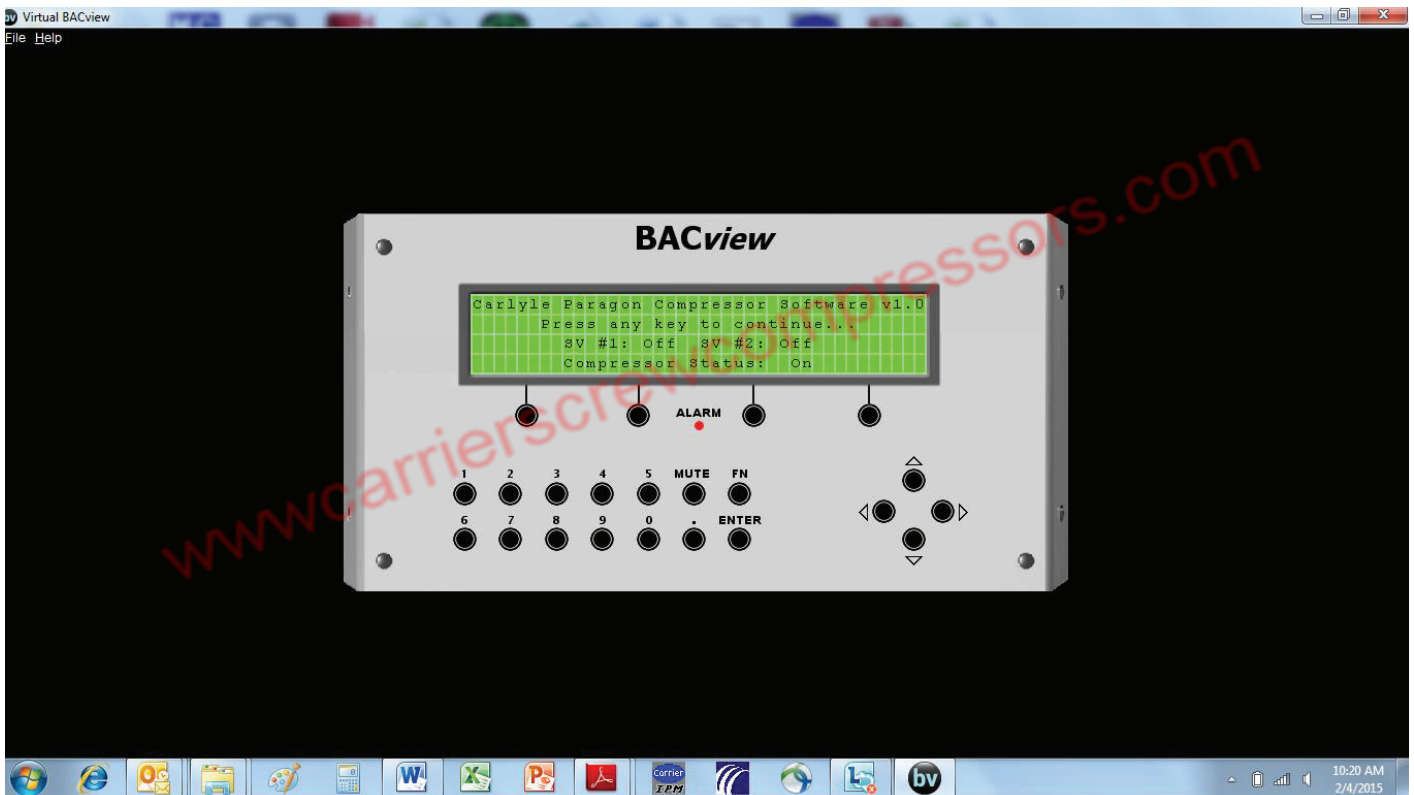 Virtual BACview
File Help
BACview
Carlyle Paragon Compressor Software v1.0
Press any key to continue...
SV #1: Off SV #2: Off
Compressor Status: On
ALARM
1 2 3 4 5 MUTE FN
6 7 8 9 0 . ENTER
www.carrierscrewcompressors.com
Carrier
IPM
bv
10:20 AM
2/4/2015